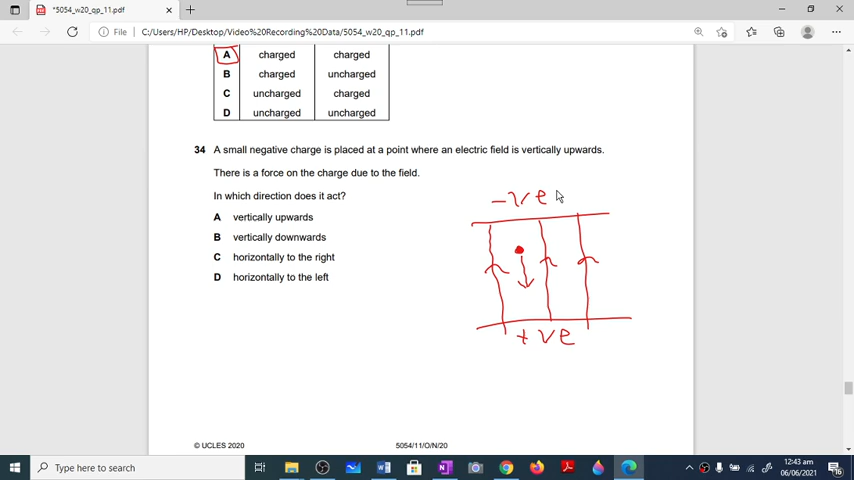 *5054_w20_qp_11.pdf
File
C:/Users/HP/Desktop/Video%20Recording%20Data/5054_w20_qp_11.pdf
A charged charged
B charged uncharged
C uncharged charged
D uncharged uncharged
34 A small negative charge is placed at a point where an electric field is vertically upwards.
There is a force on the charge due to the field.
In which direction does it act?
A vertically upwards
B vertically downwards
C horizontally to the right
D horizontally to the left
-ve
+ve
© UCLES 2020
5054/11/O/N/20
Type here to search
12:43 am
06/06/2021